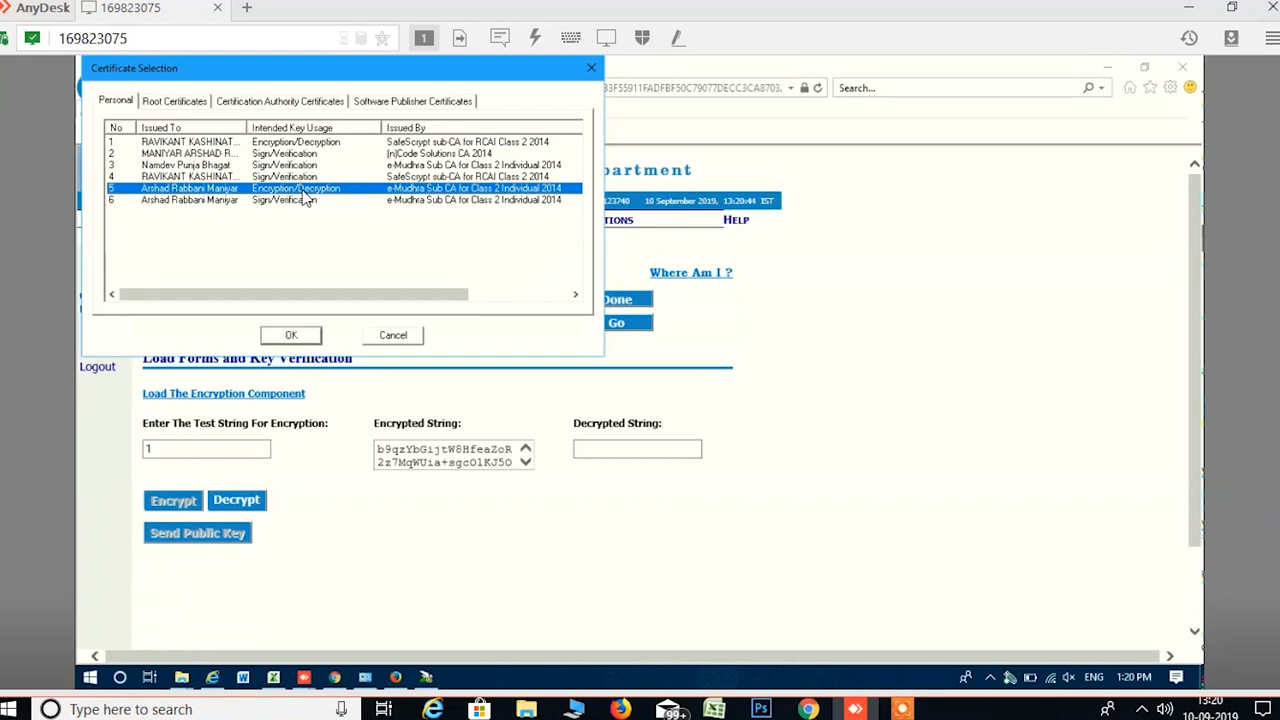 AnyDesk 169823075
169823075 1
Certificate Selection
Personal Root Certificates Certification Authority Certificates Software Publisher Certificates
No Issued To Intended Key Usage Issued By
1 RAVIKANT KASHINAT... Encryption/Decryption SafeScrypt sub-CA for RCAI Class 2 2014
2 MANIYAR ARSHAD R... Sign/Verification (n)Code Solutions CA 2014
3 Namdev Punja Bhagat Sign/Verification e-Mudhra Sub CA for Class 2 Individual 2014
4 RAVIKANT KASHINAT... Sign/Verification SafeScrypt sub-CA for RCAI Class 2 2014
5 Arshad Rabbani Maniyar Encryption/Decryption e-Mudhra Sub CA for Class 2 Individual 2014
6 Arshad Rabbani Maniyar Sign/Verification e-Mudhra Sub CA for Class 2 Individual 2014
OK Cancel
Search...
partment
123740 10 September 2019, 13:20:44 IST
TIONS HELP
Where Am I ?
Done
Go
Load Forms and Key Verification
Logout
Load The Encryption Component
Enter The Test String For Encryption: Encrypted String: Decrypted String:
1 b9qzYbGijtW8HfeaZoR
2z7MqWUia+sgcOlKJ5O
Encrypt Decrypt
Send Public Key
ENG 1:20 PM
Type here to search 99+ 13:20
10-09-2019